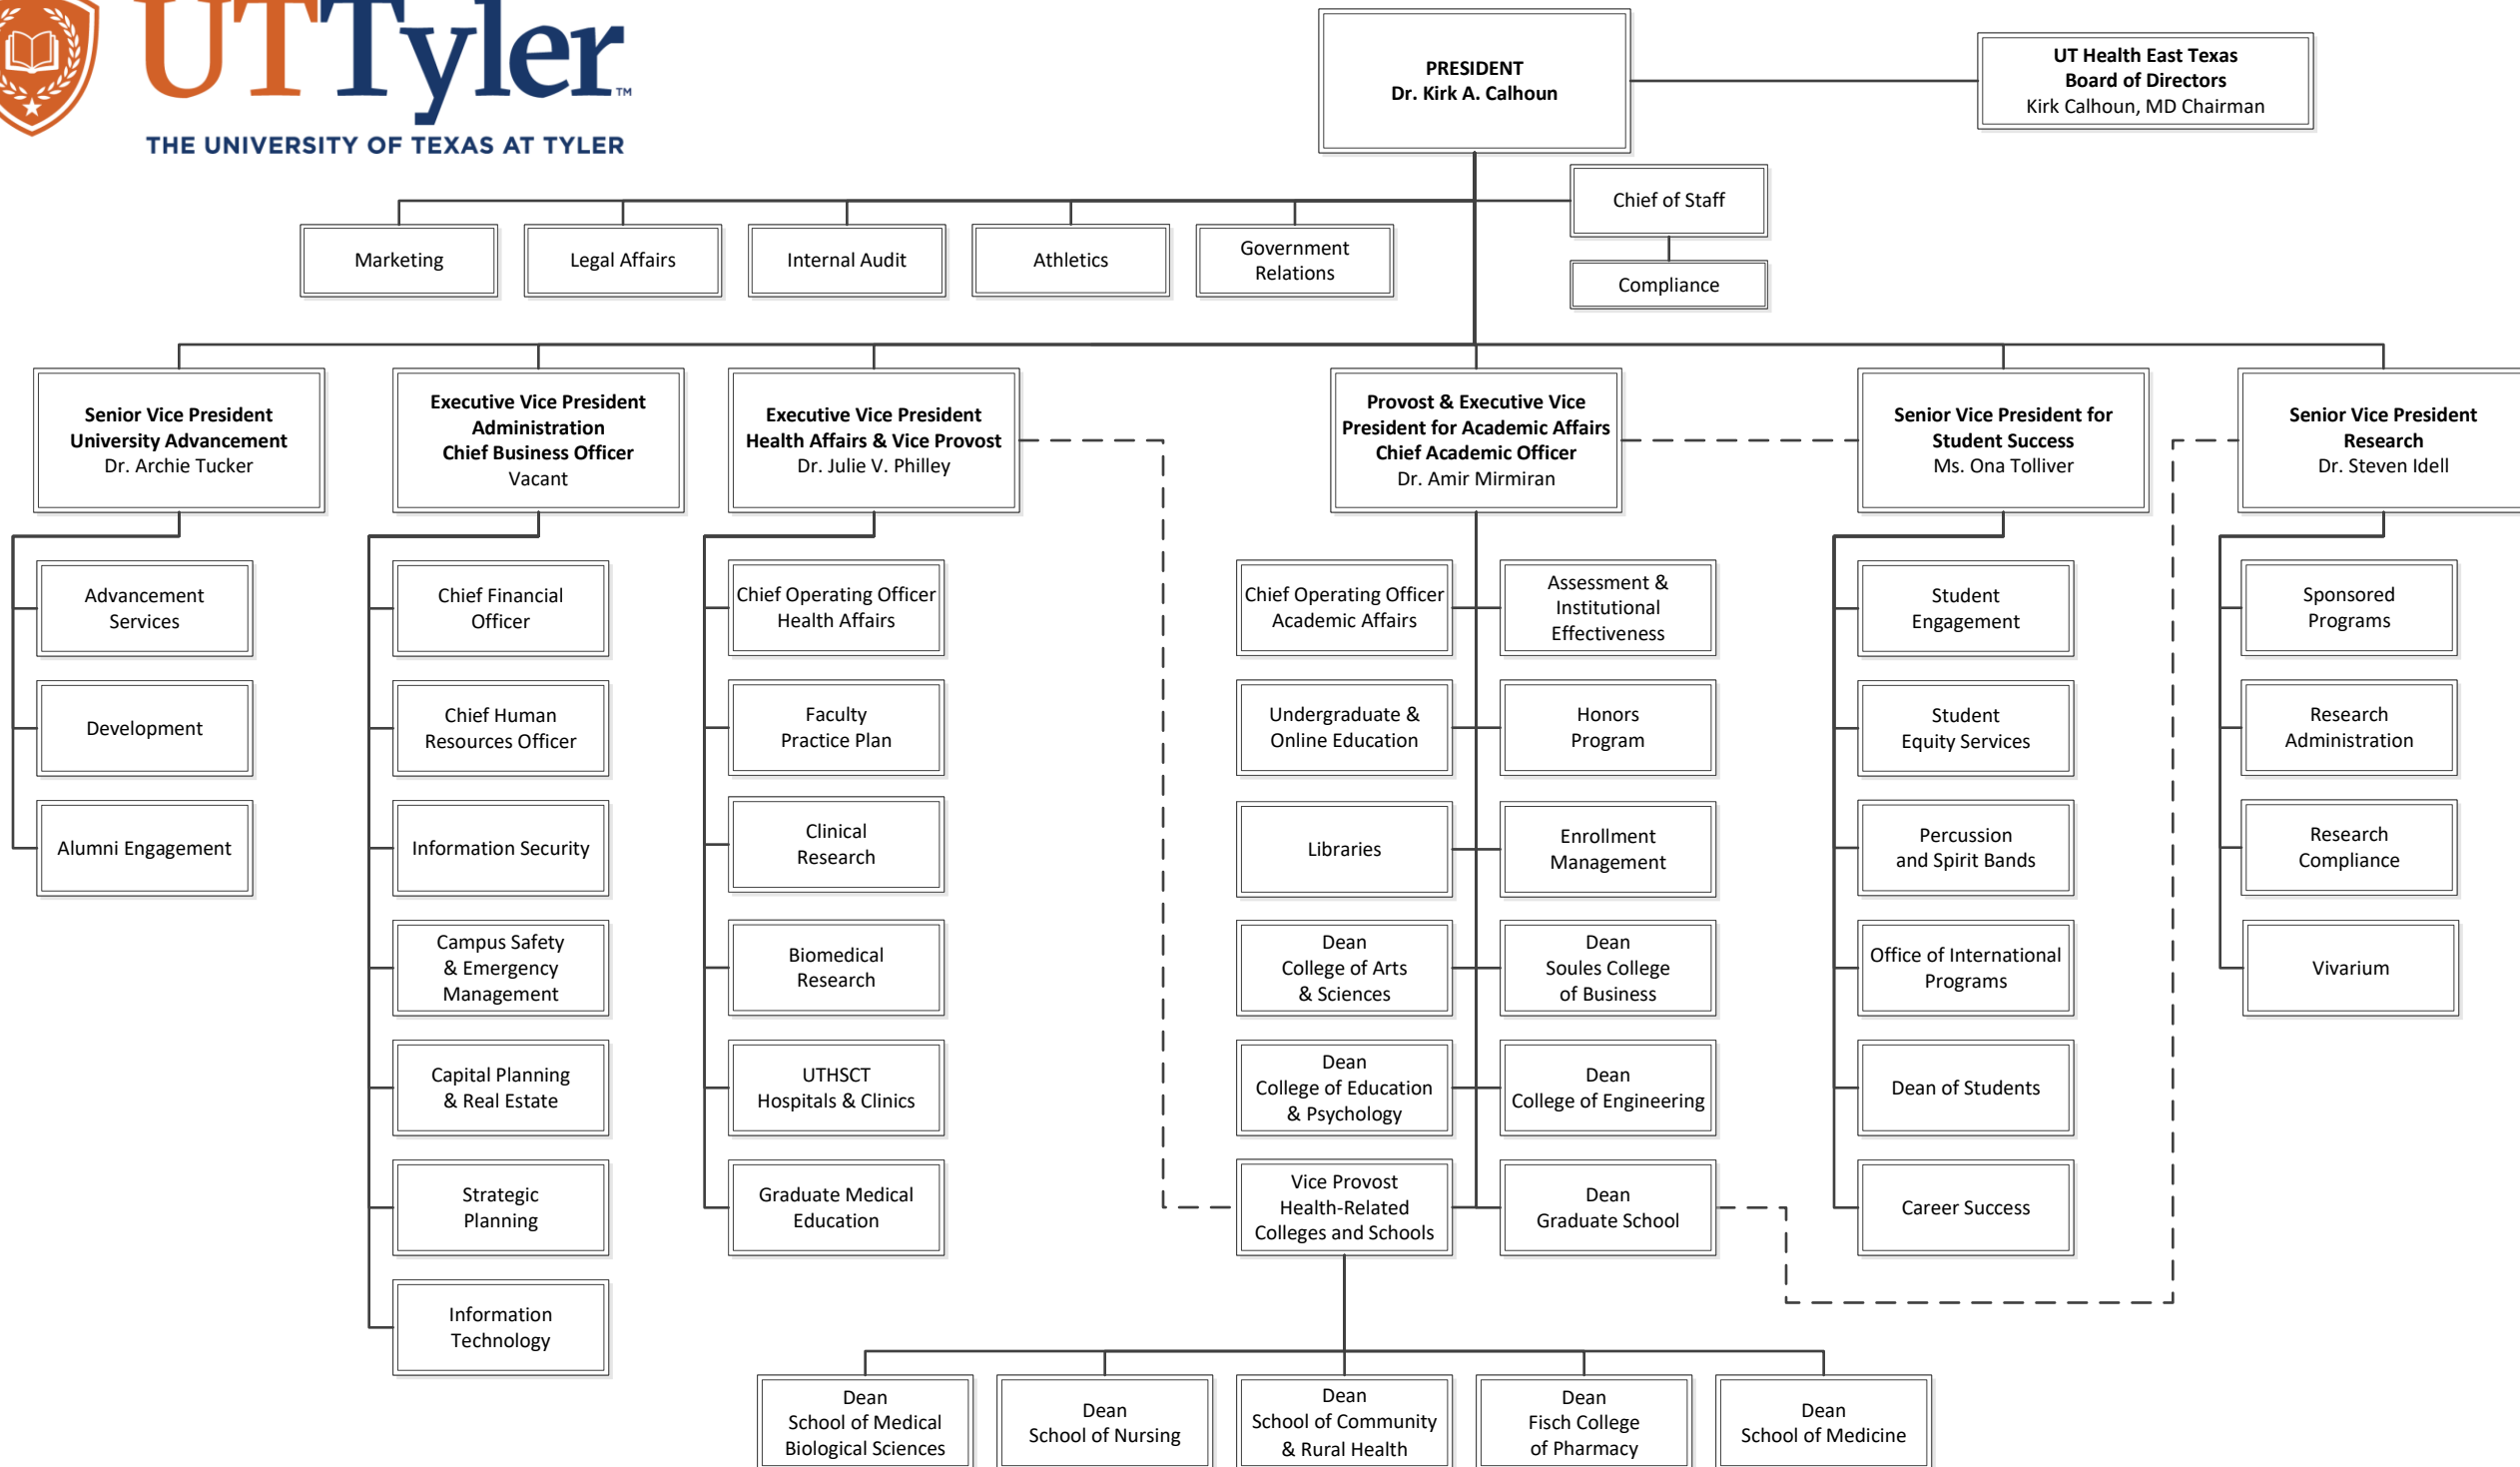 UTTyler™
THE UNIVERSITY OF TEXAS AT TYLER
PRESIDENT
Dr. Kirk A. Calhoun
UT Health East Texas
Board of Directors
Kirk Calhoun, MD Chairman
Chief of Staff
Compliance
Marketing
Legal Affairs
Internal Audit
Athletics
Government
Relations
Senior Vice President
University Advancement
Dr. Archie Tucker
Executive Vice President
Administration
Chief Business Officer
Vacant
Executive Vice President
Health Affairs & Vice Provost
Dr. Julie V. Philley
Provost & Executive Vice
President for Academic Affairs
Chief Academic Officer
Dr. Amir Mirmiran
Senior Vice President for
Student Success
Ms. Ona Tolliver
Senior Vice President
Research
Dr. Steven Idell
Advancement
Services
Development
Alumni Engagement
Chief Financial
Officer
Chief Human
Resources Officer
Information Security
Campus Safety
& Emergency
Management
Capital Planning
& Real Estate
Strategic
Planning
Information
Technology
Chief Operating Officer
Health Affairs
Faculty
Practice Plan
Clinical
Research
Biomedical
Research
UTHSCT
Hospitals & Clinics
Graduate Medical
Education
Chief Operating Officer
Academic Affairs
Assessment &
Institutional
Effectiveness
Undergraduate &
Online Education
Honors
Program
Libraries
Enrollment
Management
Dean
College of Arts
& Sciences
Dean
Soules College
of Business
Dean
College of Education
& Psychology
Dean
College of Engineering
Vice Provost
Health-Related
Colleges and Schools
Dean
Graduate School
Student
Engagement
Student
Equity Services
Percussion
and Spirit Bands
Office of International
Programs
Dean of Students
Career Success
Sponsored
Programs
Research
Administration
Research
Compliance
Vivarium
Dean
School of Medical
Biological Sciences
Dean
School of Nursing
Dean
School of Community
& Rural Health
Dean
Fisch College
of Pharmacy
Dean
School of Medicine